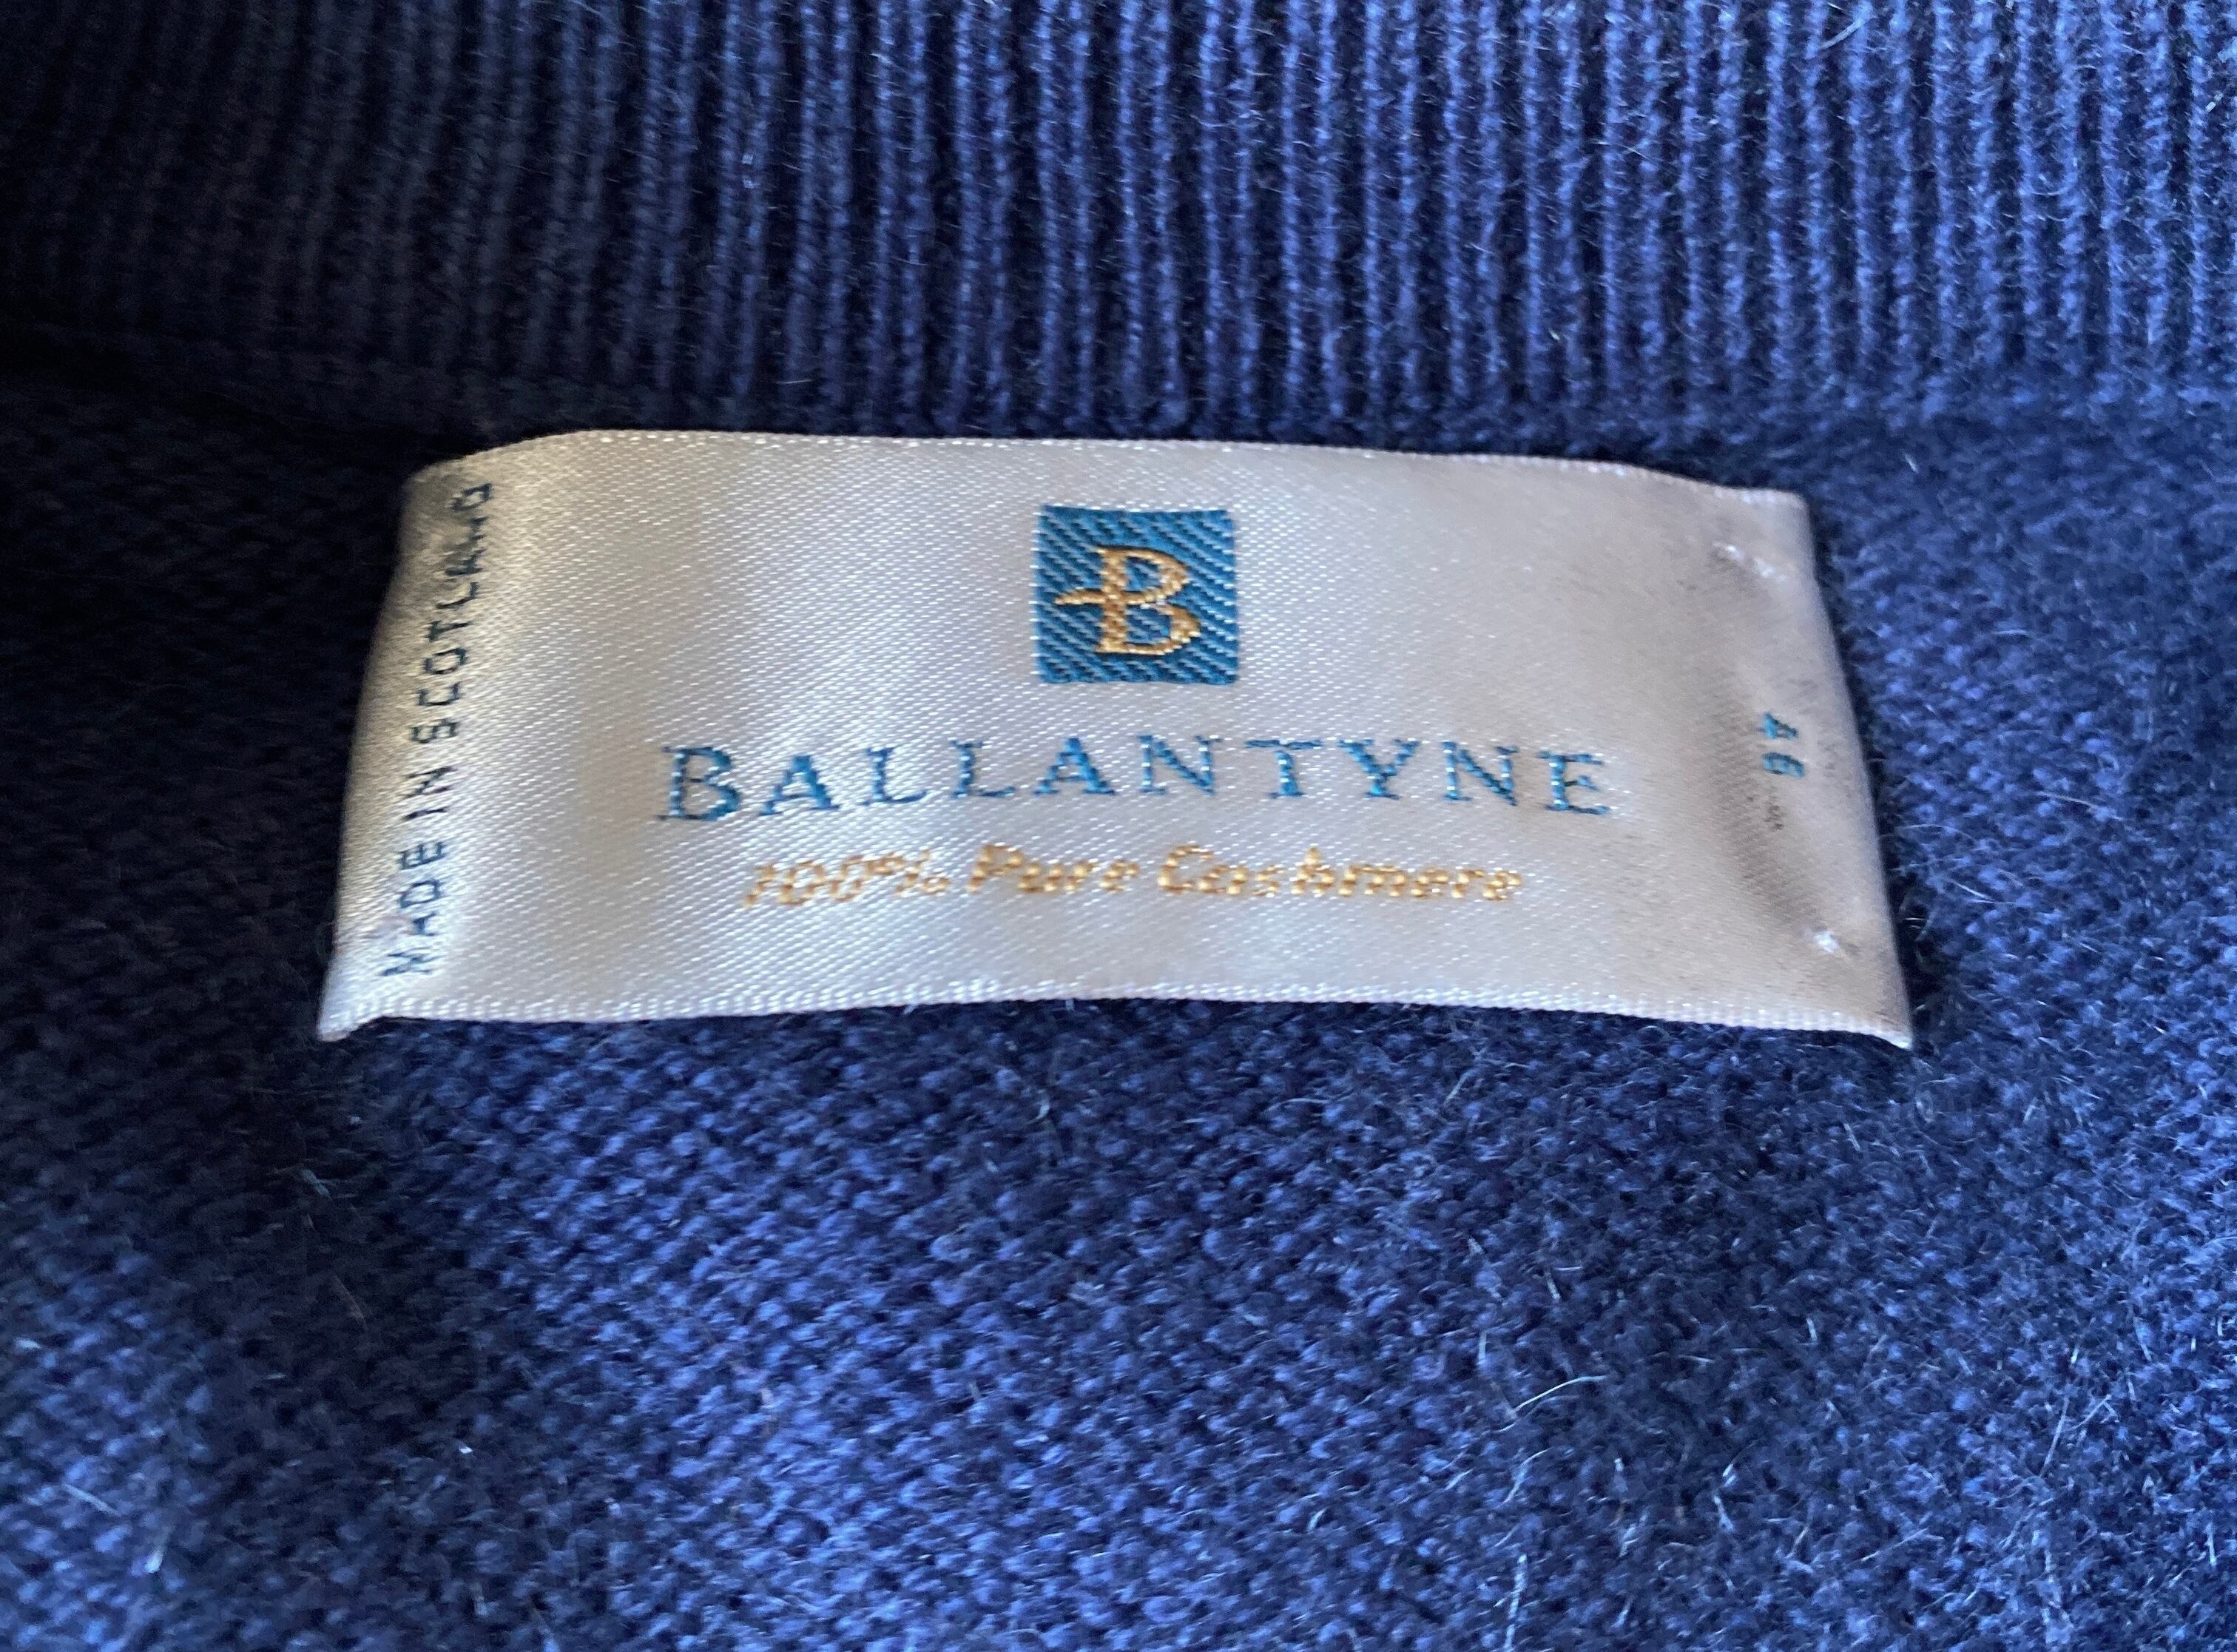 MADE IN SCOTLAND
B
BALLANTYNE
100% Pure Cashmere
46